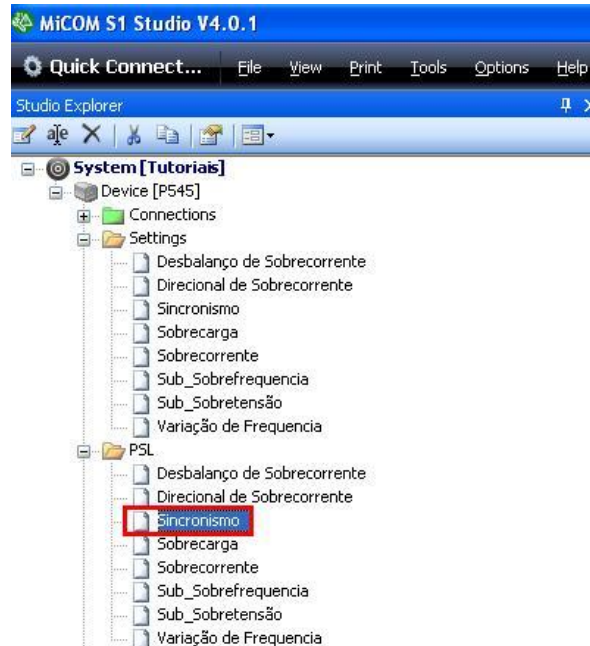 MiCOM S1 Studio V4.0.1
Quick Connect... File View Print Tools Options Help
Studio Explorer
System [Tutoriais]
Device [P545]
Connections
Settings
Desbalanço de Sobrecorrente
Direcional de Sobrecorrente
Sincronismo
Sobrecarga
Sobrecorrente
Sub_Sobrefrequencia
Sub_Sobretensão
Variação de Frequencia
PSL
Desbalanço de Sobrecorrente
Direcional de Sobrecorrente
Sincronismo
Sobrecarga
Sobrecorrente
Sub_Sobrefrequencia
Sub_Sobretensão
Variação de Frequencia